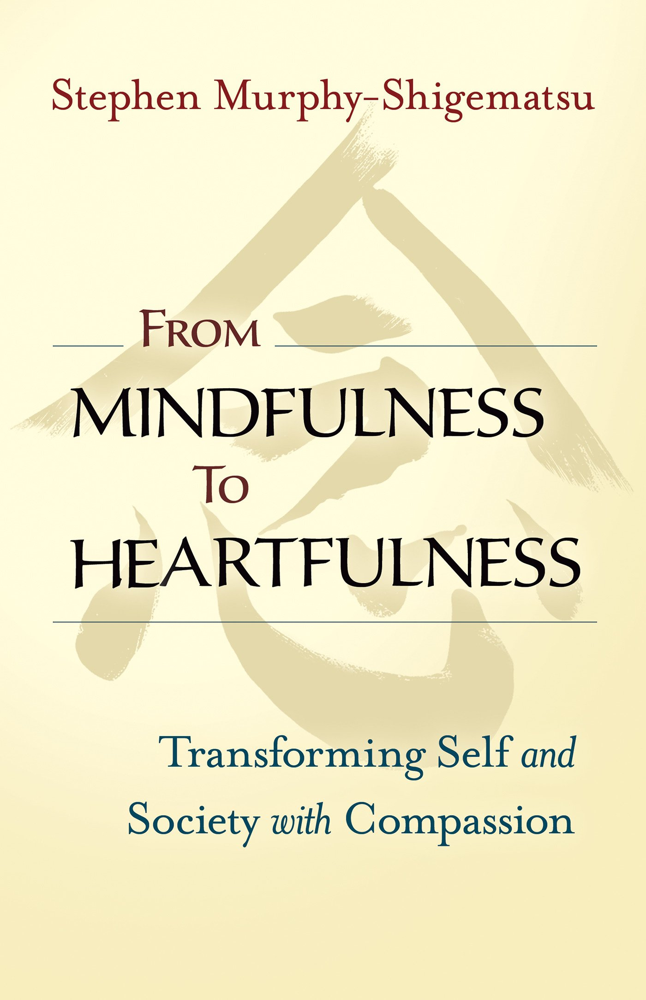 Stephen Murphy-Shigematsu
念
From
MINDFULNESS
To
HEARTFULNESS
Transforming Self and
Society with Compassion